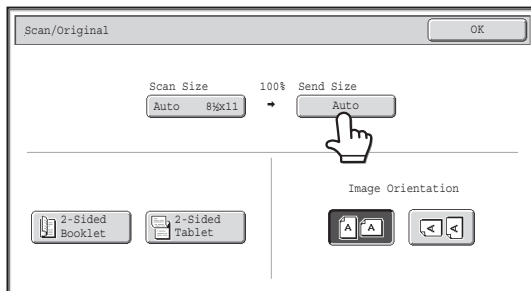 Scan/Original
OK
Scan Size
100%
Send Size
Auto 8½x11
Auto
Image Orientation
2-Sided
Booklet
2-Sided
Tablet
A A
A A